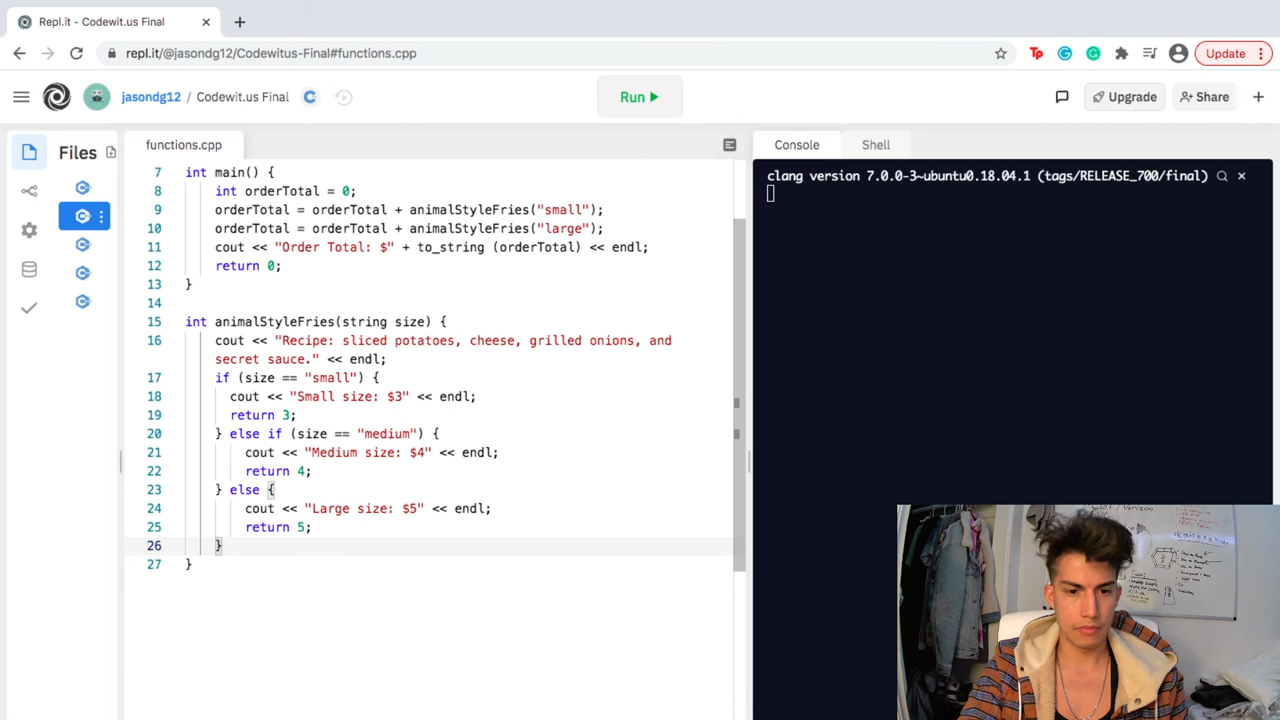 Repl.it - Codewit.us Final
repl.it/@jasondg12/Codewitus-Final#functions.cpp
Update
jasondg12 / Codewit.us Final
Run
Upgrade
Share
Files
functions.cpp
Console
Shell
7 int main() {
8 int orderTotal = 0;
9 orderTotal = orderTotal + animalStyleFries("small");
10 orderTotal = orderTotal + animalStyleFries("large");
11 cout << "Order Total: $" + to_string (orderTotal) << endl;
12 return 0;
13 }
14
15 int animalStyleFries(string size) {
16 cout << "Recipe: sliced potatoes, cheese, grilled onions, and
secret sauce." << endl;
17 if (size == "small") {
18 cout << "Small size: $3" << endl;
19 return 3;
20 } else if (size == "medium") {
21 cout << "Medium size: $4" << endl;
22 return 4;
23 } else {
24 cout << "Large size: $5" << endl;
25 return 5;
26 }
27 }
clang version 7.0.0-3~ubuntu0.18.04.1 (tags/RELEASE_700/final)